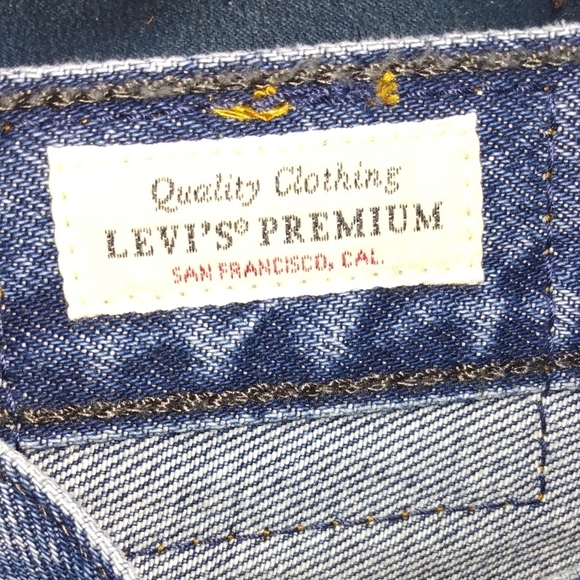 Quality Clothing
LEVI'S® PREMIUM
SAN FRANCISCO, CAL.